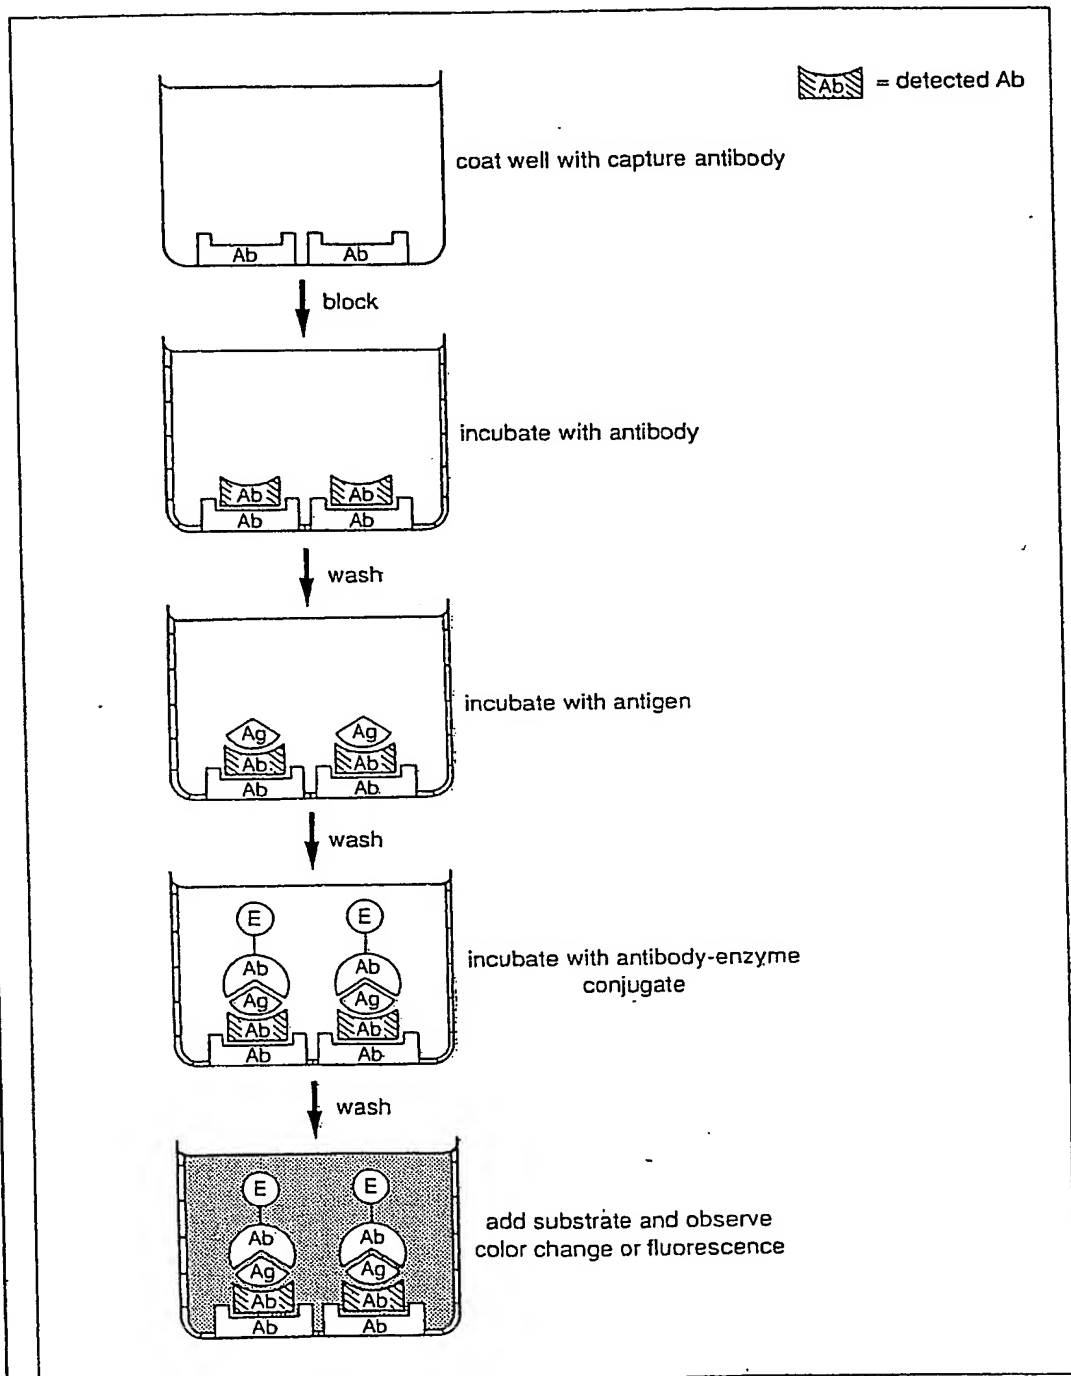 Ab = detected Ab
coat well with capture antibody
Ab Ab
block
incubate with antibody
Ab Ab
Ab Ab
wash
incubate with antigen
Ag Ag
Ab Ab
Ab Ab
wash
E E
incubate with antibody-enzyme
conjugate
Ab Ab
Ag Ag
Ab Ab
Ab Ab
wash
E E
add substrate and observe
color change or fluorescence
Ab Ab
Ag Ag
Ab Ab
Ab Ab